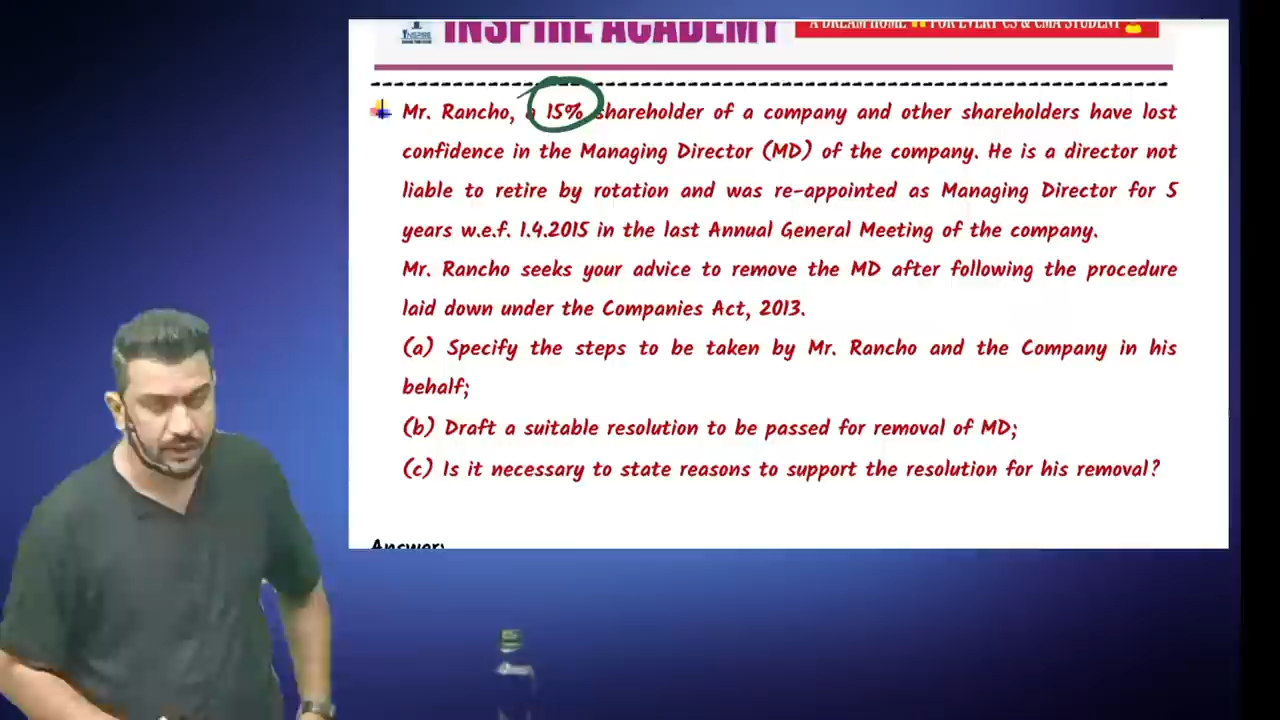 INSPIRE ACADEMY
A DREAM HOME FOR EVERY CS & CMA STUDENT
INSPIRE
Mr. Rancho, a 15% shareholder of a company and other shareholders have lost
confidence in the Managing Director (MD) of the company. He is a director not
liable to retire by rotation and was re-appointed as Managing Director for 5
years w.e.f. 1.4.2015 in the last Annual General Meeting of the company.
Mr. Rancho seeks your advice to remove the MD after following the procedure
laid down under the Companies Act, 2013.
(a) Specify the steps to be taken by Mr. Rancho and the Company in his
behalf;
(b) Draft a suitable resolution to be passed for removal of MD;
(c) Is it necessary to state reasons to support the resolution for his removal?
Answer: